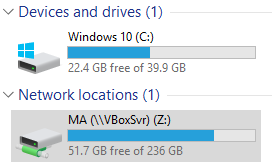 Devices and drives (1)
Windows 10 (C:)
22.4 GB free of 39.9 GB
Network locations (1)
MA (\\VBoxSvr) (Z:)
51.7 GB free of 236 GB